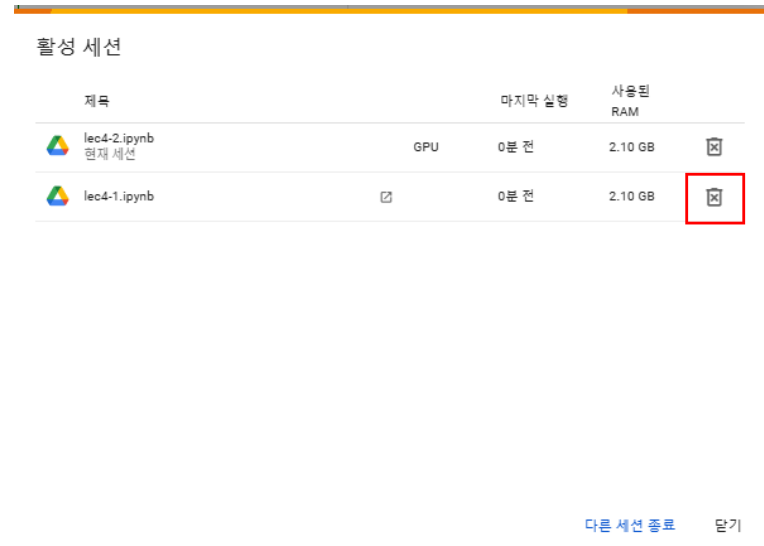 활성 세션
제목
마지막 실행
사용된
RAM
lec4-2.ipynb
현재 세션
GPU
0분 전
2.10 GB
lec4-1.ipynb
0분 전
2.10 GB
다른 세션 종료
닫기